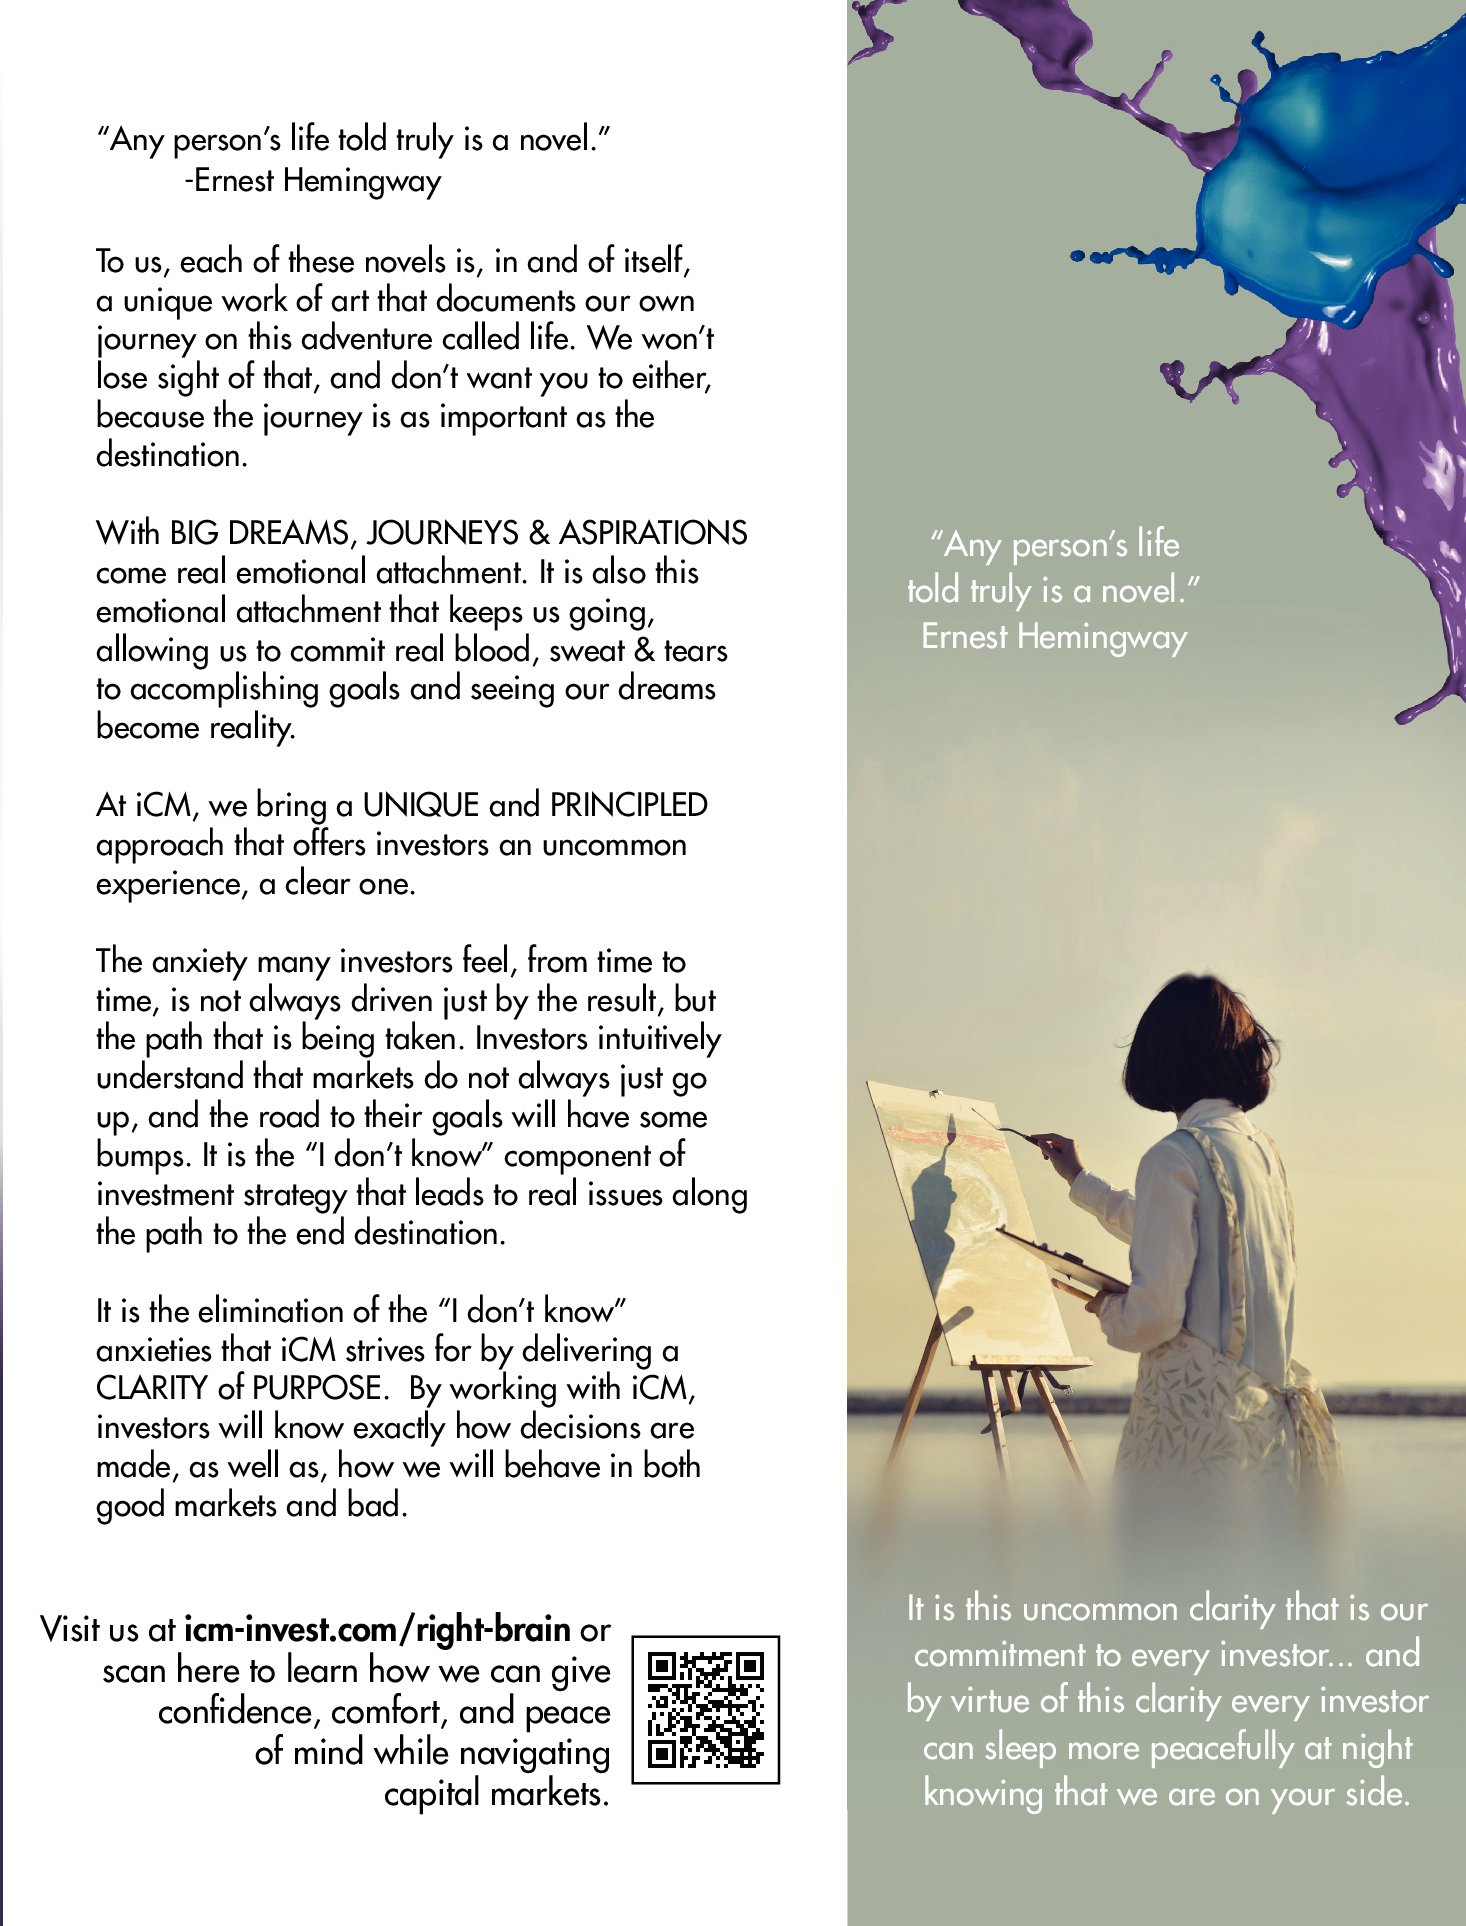 “Any person’s life told truly is a novel.”
-Ernest Hemingway
To us, each of these novels is, in and of itself,
a unique work of art that documents our own
journey on this adventure called life. We won’t
lose sight of that, and don’t want you to either,
because the journey is as important as the
destination.
With BIG DREAMS, JOURNEYS & ASPIRATIONS
come real emotional attachment. It is also this
emotional attachment that keeps us going,
allowing us to commit real blood, sweat & tears
to accomplishing goals and seeing our dreams
become reality.
At iCM, we bring a UNIQUE and PRINCIPLED
approach that offers investors an uncommon
experience, a clear one.
The anxiety many investors feel, from time to
time, is not always driven just by the result, but
the path that is being taken. Investors intuitively
understand that markets do not always just go
up, and the road to their goals will have some
bumps. It is the “I don’t know” component of
investment strategy that leads to real issues along
the path to the end destination.
It is the elimination of the “I don’t know”
anxieties that iCM strives for by delivering a
CLARITY of PURPOSE.  By working with iCM,
investors will know exactly how decisions are
made, as well as, how we will behave in both
good markets and bad.
Visit us at icm-invest.com/right-brain or
scan here to learn how we can give
confidence, comfort, and peace
of mind while navigating
capital markets.
“Any person’s life
told truly is a novel.”
Ernest Hemingway
It is this uncommon clarity that is our
commitment to every investor... and
by virtue of this clarity every investor
can sleep more peacefully at night
knowing that we are on your side.